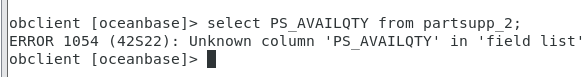 obclient [oceanbase]> select PS_AVAILQTY from partsupp_2;
ERROR 1054 (42S22): Unknown column 'PS_AVAILQTY' in 'field list'
obclient [oceanbase]>